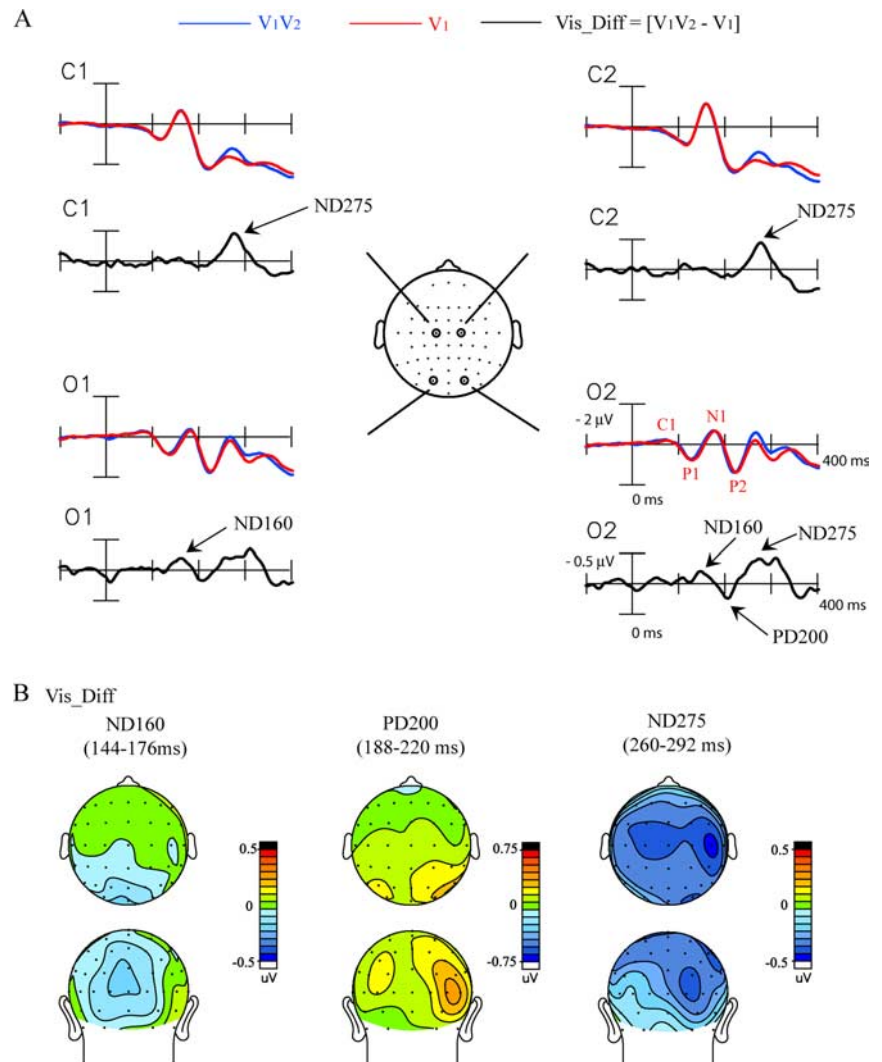 A
V1V2
V1
Vis_Diff = [V1V2 - V1]
C1
C2
C1
ND275
C2
ND275
O1
O2
- 2 μV
C1
N1
P1
P2
400 ms
0 ms
O1
ND160
O2
ND160
ND275
- 0.5 μV
400 ms
0 ms
PD200
B Vis_Diff
ND160
(144-176ms)
PD200
(188-220 ms)
ND275
(260-292 ms)
0.5
0
-0.5
uV
0.75
0
-0.75
uV
0.5
0
-0.5
uV